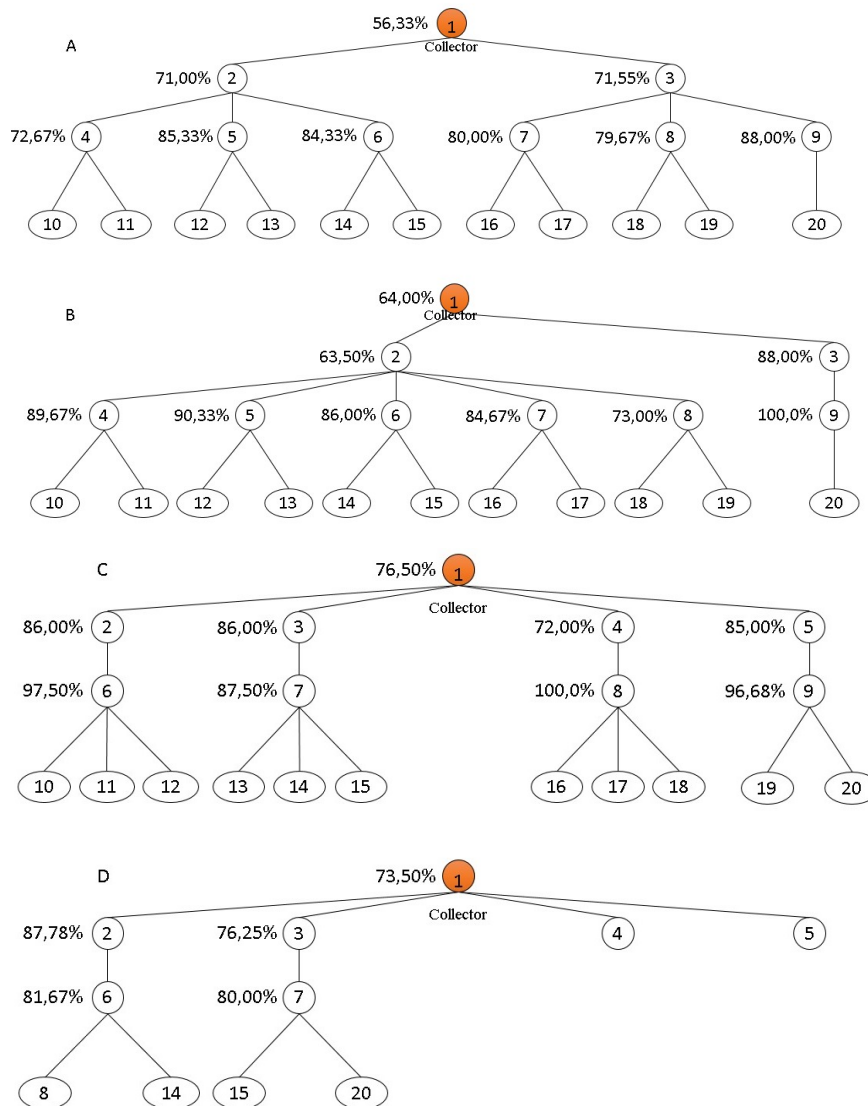 56,33% 1
A Collector
71,00% 2 71,55% 3
72,67% 4 85,33% 5 84,33% 6 80,00% 7 79,67% 8 88,00% 9
10 11 12 13 14 15 16 17 18 19 20
64,00% 1
B Collector
63,50% 2 88,00% 3
89,67% 4 90,33% 5 86,00% 6 84,67% 7 73,00% 8 100,0% 9
10 11 12 13 14 15 16 17 18 19 20
C 76,50% 1
Collector
86,00% 2 86,00% 3 72,00% 4 85,00% 5
97,50% 6 87,50% 7 100,0% 8 96,68% 9
10 11 12 13 14 15 16 17 18 19 20
D 73,50% 1
Collector
87,78% 2 76,25% 3 4 5
81,67% 6 80,00% 7
8 14 15 20